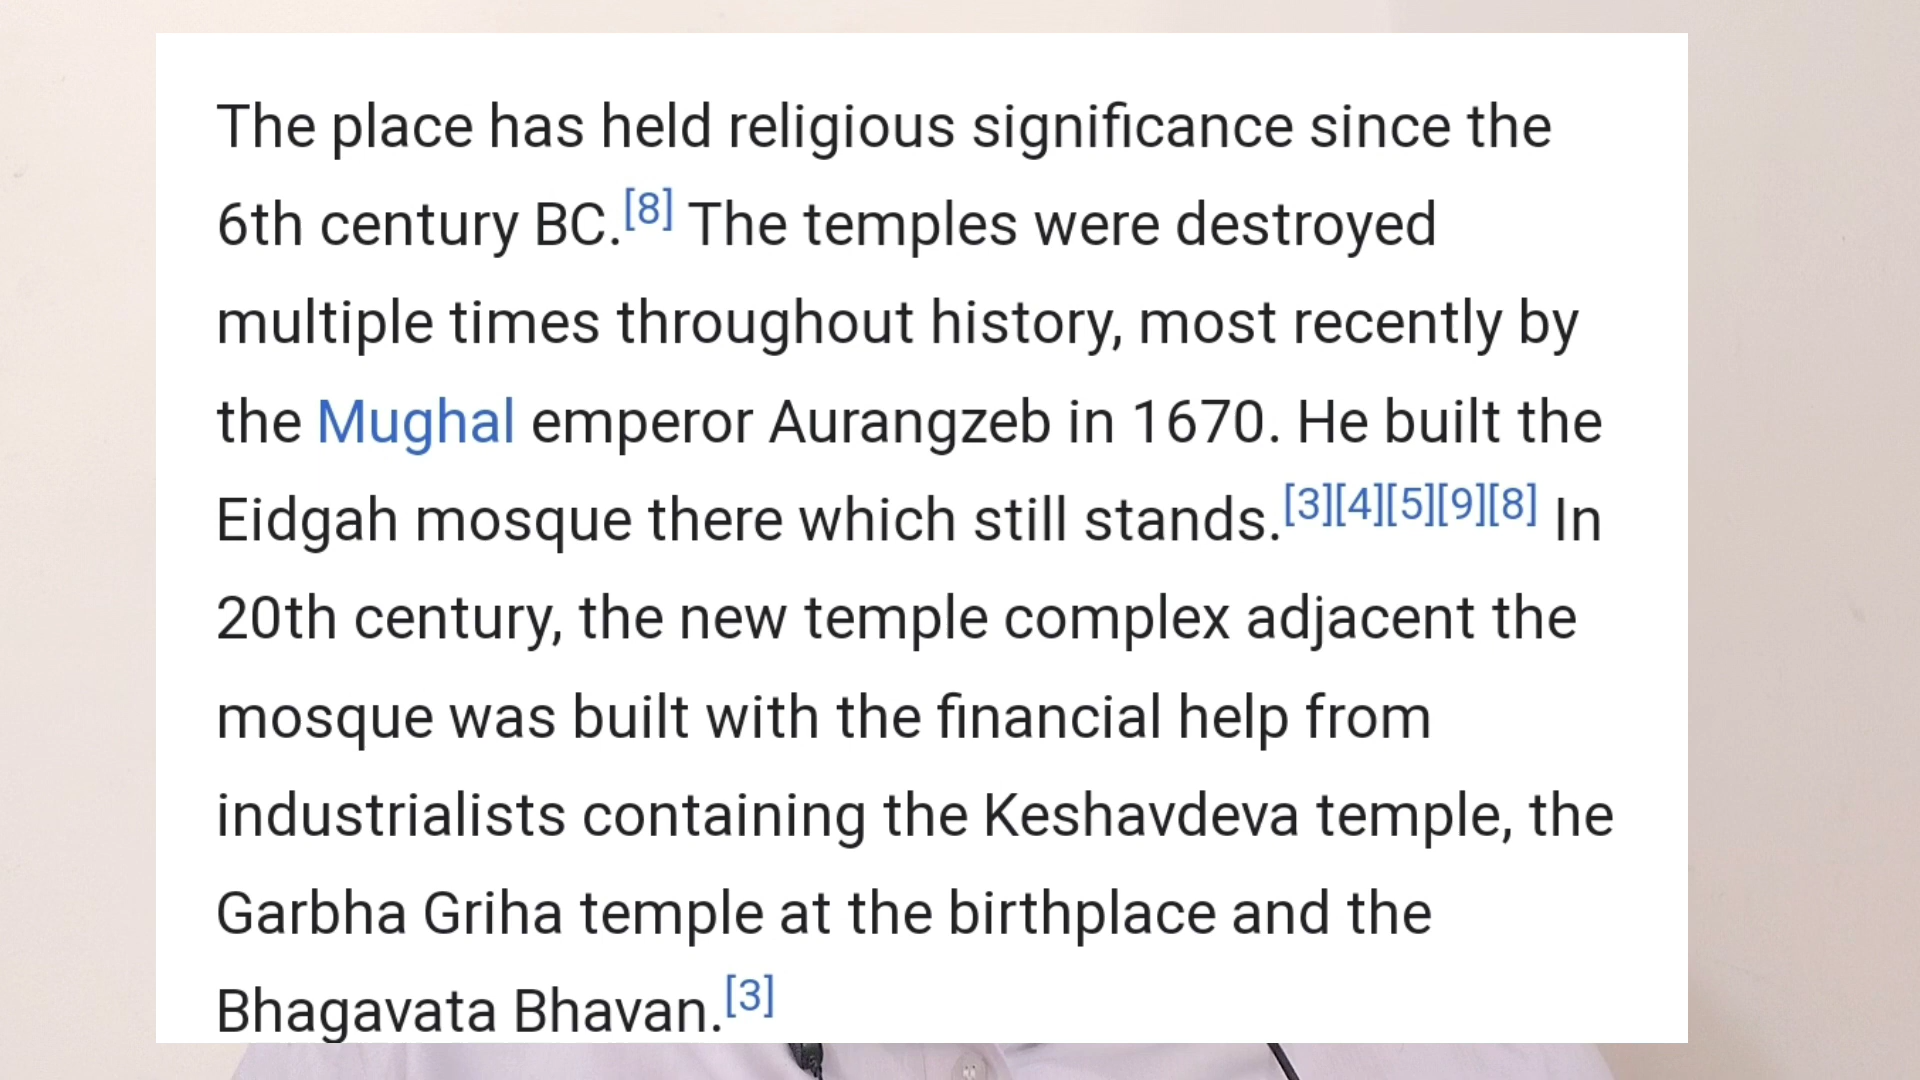 The place has held religious significance since the
6th century BC.[8] The temples were destroyed
multiple times throughout history, most recently by
the Mughal emperor Aurangzeb in 1670. He built the
Eidgah mosque there which still stands.[3][4][5][9][8] In
20th century, the new temple complex adjacent the
mosque was built with the financial help from
industrialists containing the Keshavdeva temple, the
Garbha Griha temple at the birthplace and the
Bhagavata Bhavan.[3]